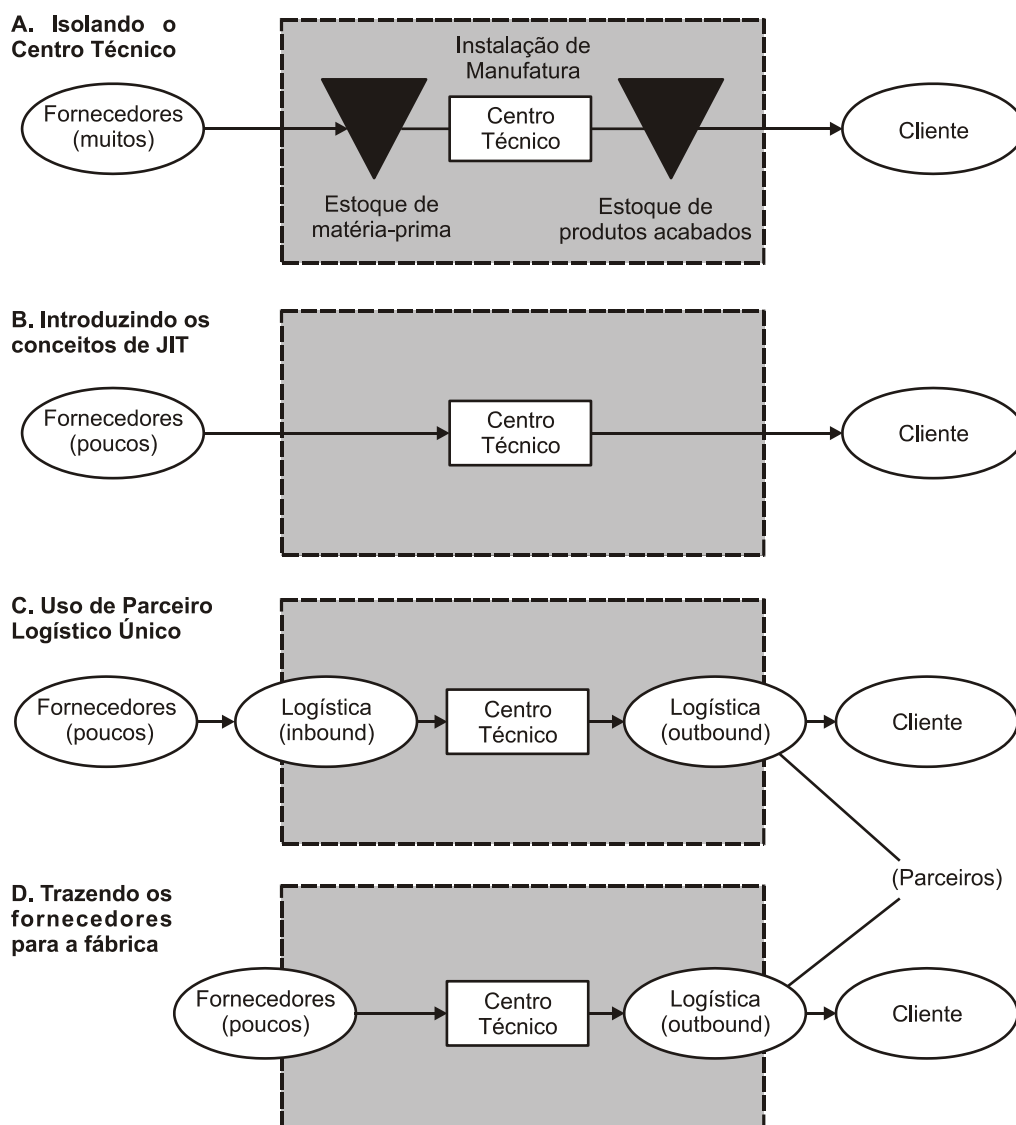 A. Isolando o
Centro Técnico
Instalação de
Manufatura
Fornecedores
(muitos)
Centro
Técnico
Cliente
Estoque de
matéria-prima
Estoque de
produtos acabados
B. Introduzindo os
conceitos de JIT
Fornecedores
(poucos)
Centro
Técnico
Cliente
C. Uso de Parceiro
Logístico Único
Fornecedores
(poucos)
Logística
(inbound)
Centro
Técnico
Logística
(outbound)
Cliente
(Parceiros)
D. Trazendo os
fornecedores
para a fábrica
Fornecedores
(poucos)
Centro
Técnico
Logística
(outbound)
Cliente